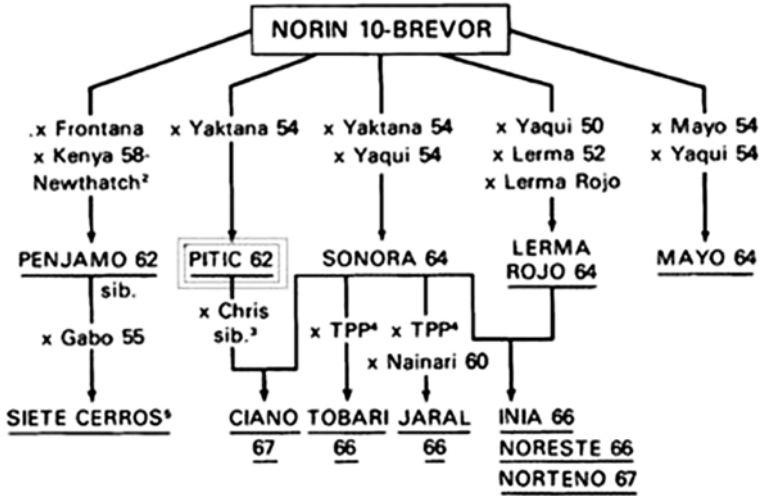 NORIN 10-BREVOR
.x Frontana
x Kenya 58-
Newthatch²
x Yaktana 54
x Yaktana 54
x Yaqui 54
x Yaqui 50
x Lerma 52
x Lerma Rojo
x Mayo 54
x Yaqui 54
PENJAMO 62
sib.
PITIC 62
SONORA 64
LERMA
ROJO 64
MAYO 64
x Gabo 55
x Chris
sib.³
x TPP⁴
x TPP⁴
x Nainari 60
SIETE CERROS⁵
CIANO
67
TOBARI
66
JARAL
66
INIA 66
NORESTE 66
NORTENO 67